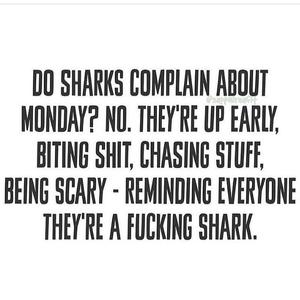 DO SHARKS COMPLAIN ABOUT
MONDAY? NO. THEY'RE UP EARLY,
BITING SHIT, CHASING STUFF,
BEING SCARY - REMINDING EVERYONE
THEY'RE A FUCKING SHARK.